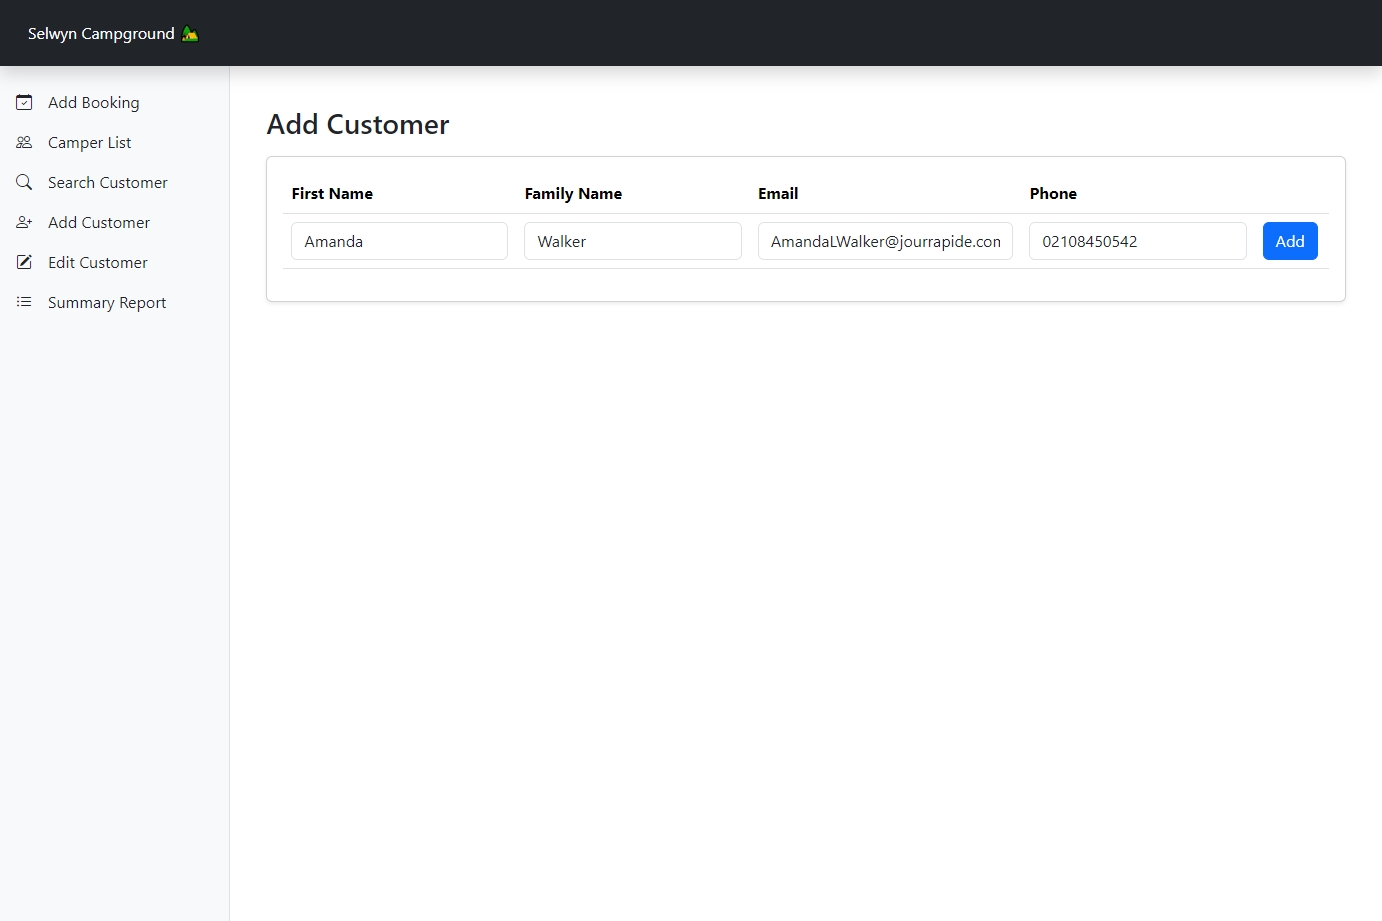 Selwyn Campground
Add Booking
Camper List
Search Customer
Add Customer
Edit Customer
Summary Report
Add Customer
First Name Family Name Email Phone
Amanda Walker AmandaLWalker@jourrapide.con 02108450542 Add